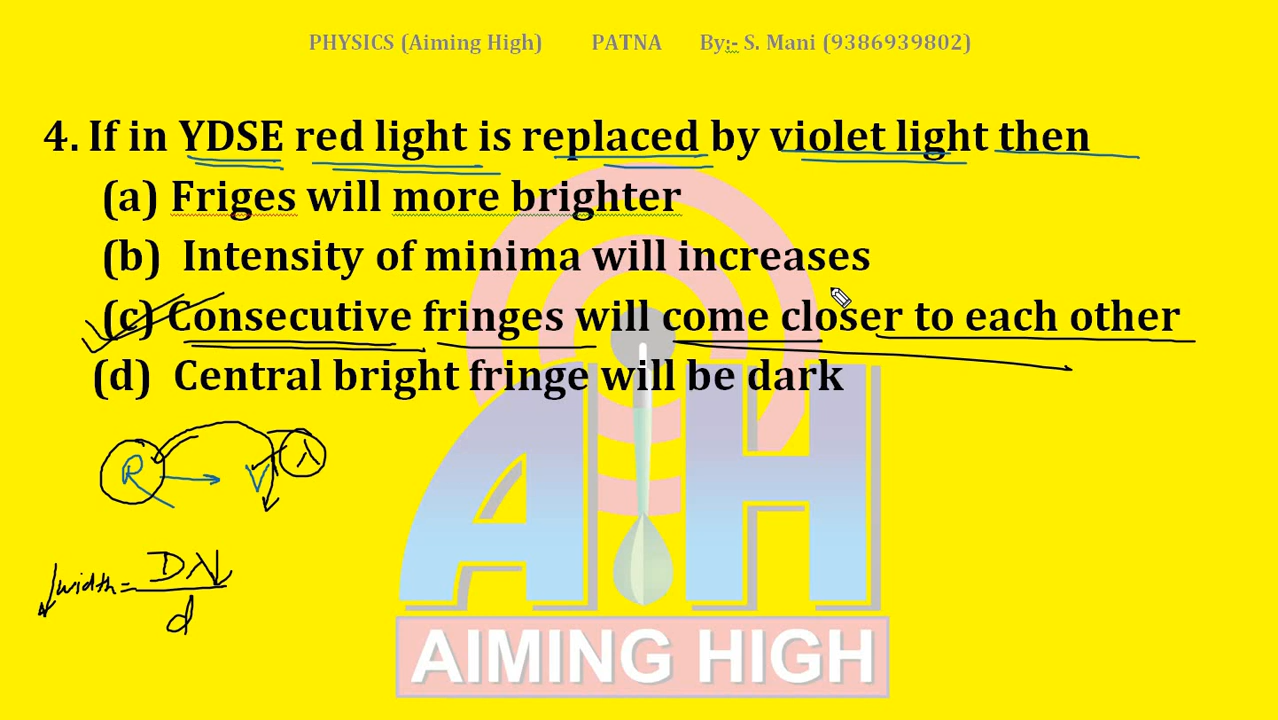 PHYSICS (Aiming High) PATNA By:- S. Mani (9386939802)
4. If in YDSE red light is replaced by violet light then
(a) Friges will more brighter
(b) Intensity of minima will increases
(c) Consecutive fringes will come closer to each other
(d) Central bright fringe will be dark
R → V λ
↓width = Dλ↓
d
AH
AIMING HIGH